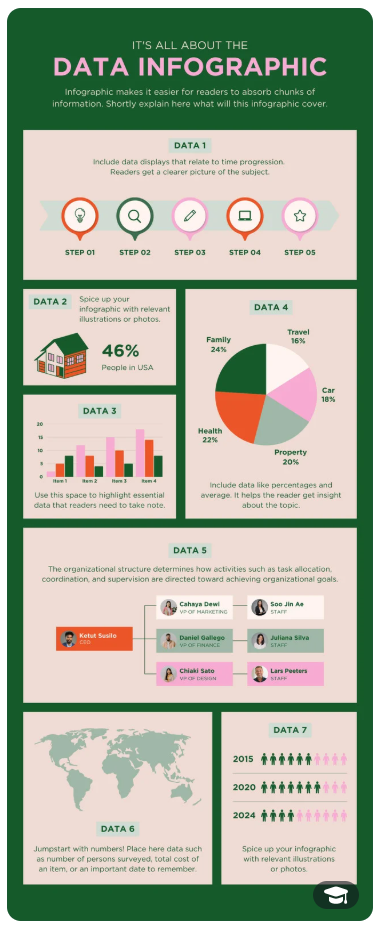 IT'S ALL ABOUT THE
DATA INFOGRAPHIC
Infographic makes it easier for readers to absorb chunks of
information. Shortly explain here what will this infographic cover.
DATA 1
Include data displays that relate to time progression.
Readers get a clearer picture of the subject.
STEP 01
STEP 02
STEP 03
STEP 04
STEP 05
DATA 2
Spice up your
infographic with relevant
illustrations or photos.
46%
People in USA
DATA 3
20
15
10
5
0
Item 1
Item 2
Item 3
Item 4
Use this space to highlight essential
data that readers need to take note.
DATA 4
Travel
16%
Family
24%
Car
18%
Health
22%
Property
20%
Include data like percentages and
average. It helps the reader get insight
about the topic.
DATA 5
The organizational structure determines how activities such as task allocation,
coordination, and supervision are directed toward achieving organizational goals.
Ketut Susilo
CEO
Cahaya Dewi
VP OF MARKETING
Soo Jin Ae
STAFF
Daniel Gallego
VP OF FINANCE
Juliana Silva
STAFF
Chiaki Sato
VP OF DESIGN
Lars Peeters
STAFF
DATA 6
Jumpstart with numbers! Place here data such
as number of persons surveyed, total cost of
an item, or an important date to remember.
DATA 7
2015
2020
2024
Spice up your infographic
with relevant illustrations
or photos.